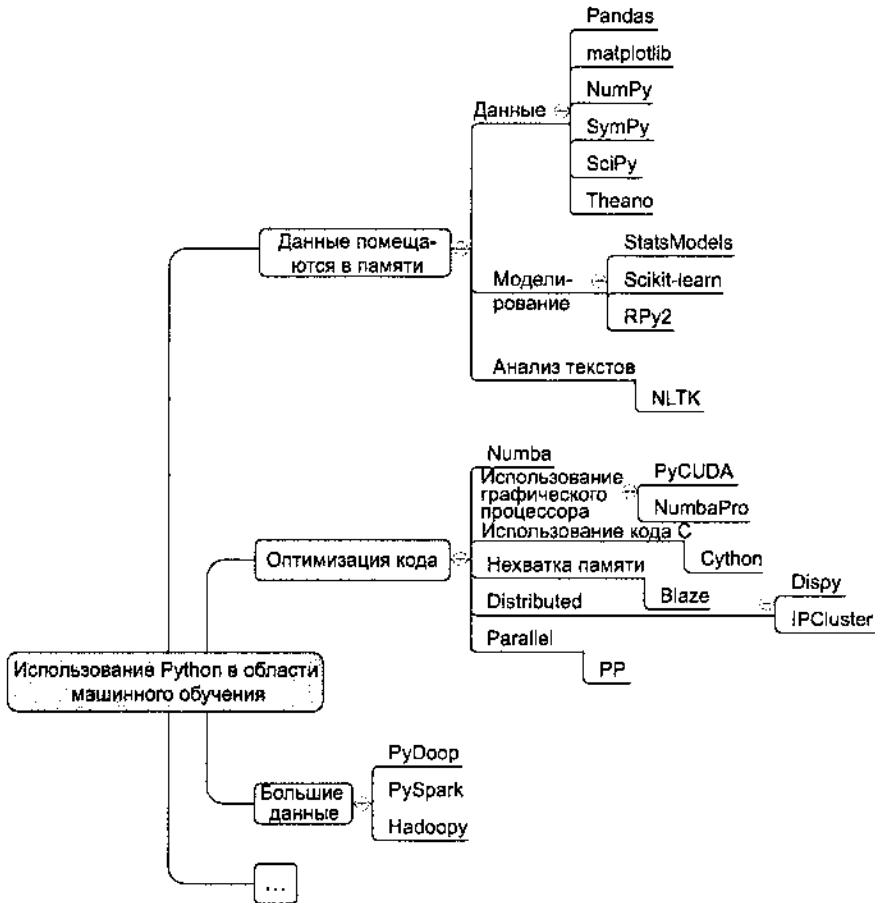 Pandas
matplotlib
NumPy
Данные
SymPy
SciPy
Theano
Данные помеща-
ются в памяти
StatsModels
Модели-
рование
Scikit-learn
RPy2
Анализ текстов
NLTK
Numba
Использование
графического
процессора
PyCUDA
NumbaPro
Использование кода С
Cython
Оптимизация кода
Нехватка памяти
Blaze
Distributed
Dispy
IPCluster
Parallel
PP
Использование Python в области
машинного обучения
Большие
данные
PyDoop
PySpark
Hadoopy
...